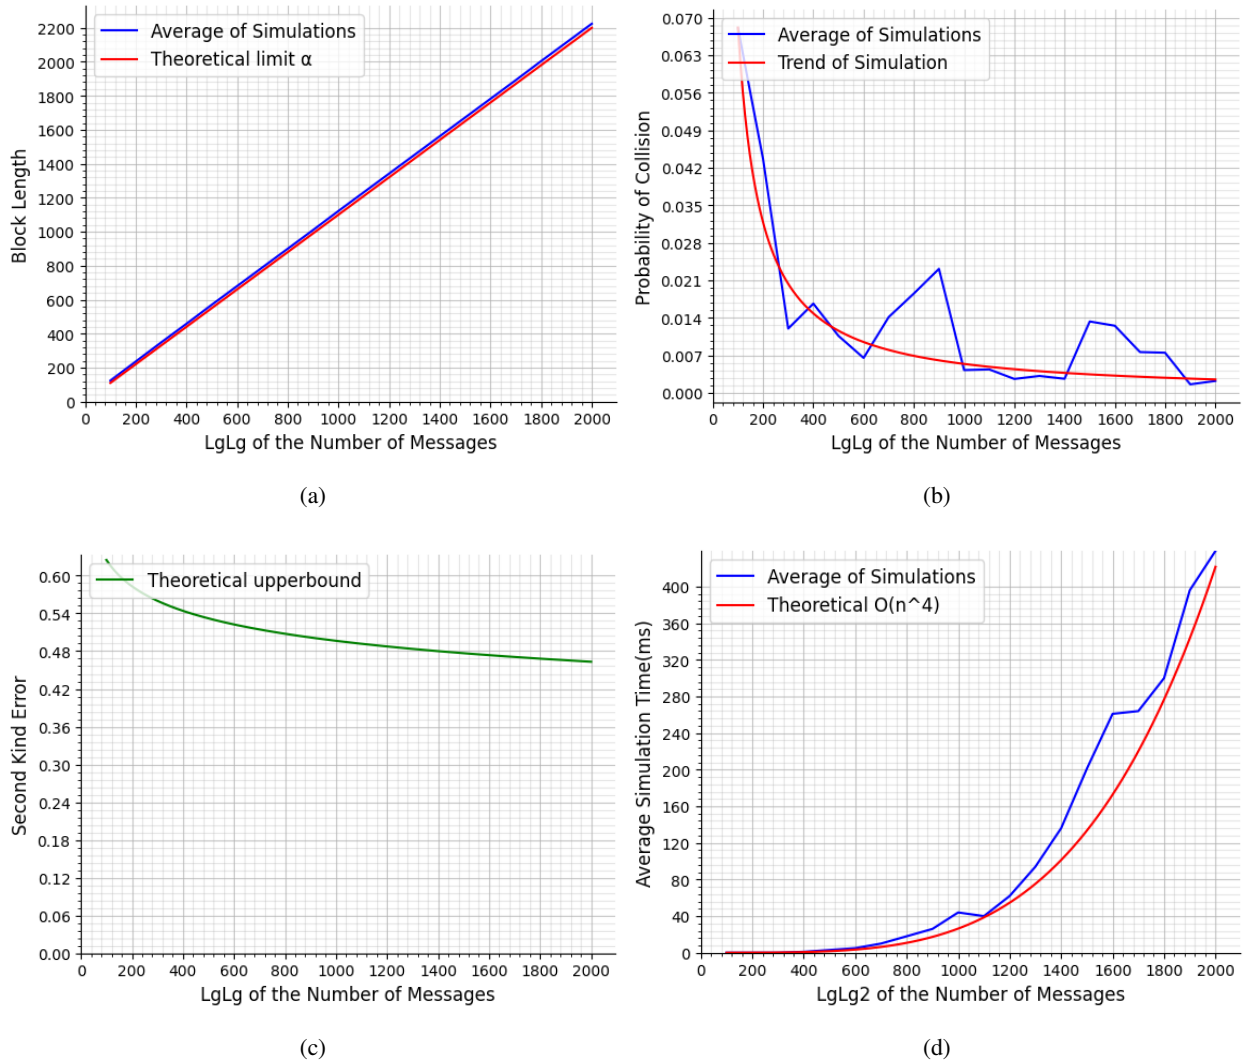 Average of Simulations
Theoretical limit α
2200
2000
1800
1600
1400
1200
1000
800
600
400
200
0
Block Length
0 200 400 600 800 1000 1200 1400 1600 1800 2000
LgLg of the Number of Messages
(a)
Average of Simulations
Trend of Simulation
0.070
0.063
0.056
0.049
0.042
0.035
0.028
0.021
0.014
0.007
0.000
Probability of Collision
0 200 400 600 800 1000 1200 1400 1600 1800 2000
LgLg of the Number of Messages
(b)
Theoretical upperbound
0.60
0.54
0.48
0.42
0.36
0.30
0.24
0.18
0.12
0.06
0.00
Second Kind Error
0 200 400 600 800 1000 1200 1400 1600 1800 2000
LgLg of the Number of Messages
(c)
Average of Simulations
Theoretical O(n^4)
400
360
320
280
240
200
160
120
80
40
0
Average Simulation Time(ms)
0 200 400 600 800 1000 1200 1400 1600 1800 2000
LgLg2 of the Number of Messages
(d)